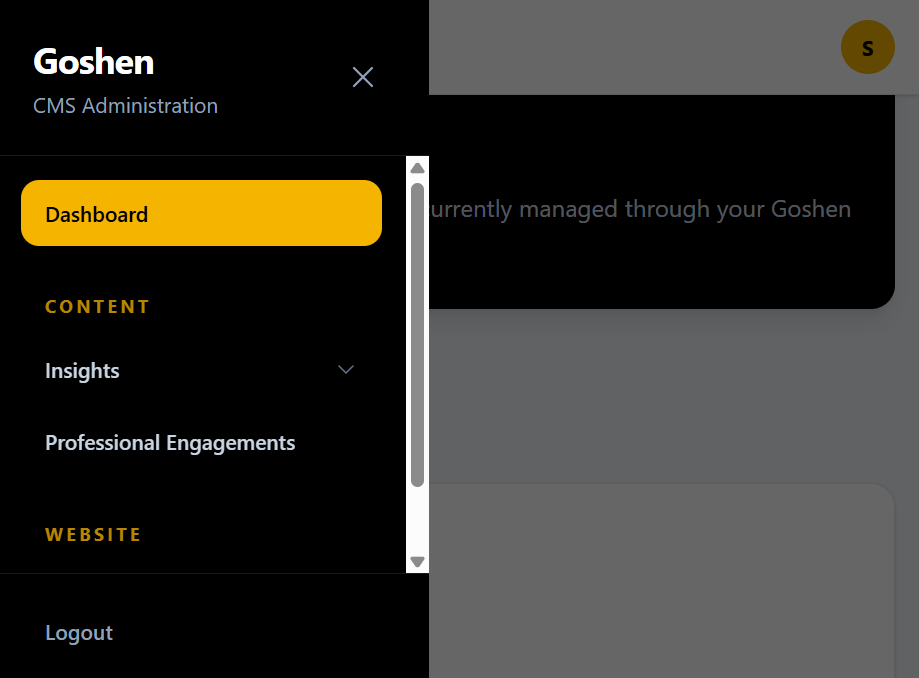 Goshen
CMS Administration
S
Dashboard
urrently managed through your Goshen
CONTENT
Insights
Professional Engagements
WEBSITE
Logout